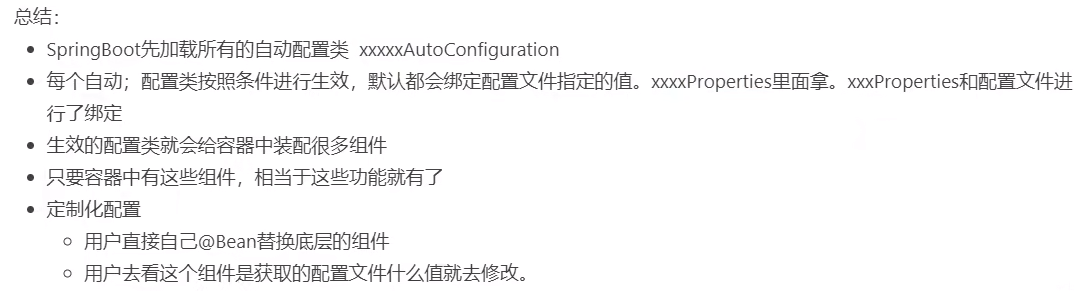 总结：
SpringBoot先加载所有的自动配置类 xxxxxAutoConfiguration
每个自动；配置类按照条件进行生效，默认都会绑定配置文件指定的值。xxxxProperties里面拿。xxxProperties和配置文件进
行了绑定
生效的配置类就会给容器中装配很多组件
只要容器中有这些组件，相当于这些功能就有了
定制化配置
用户直接自己@Bean替换底层的组件
用户去看这个组件是获取的配置文件什么值就去修改。